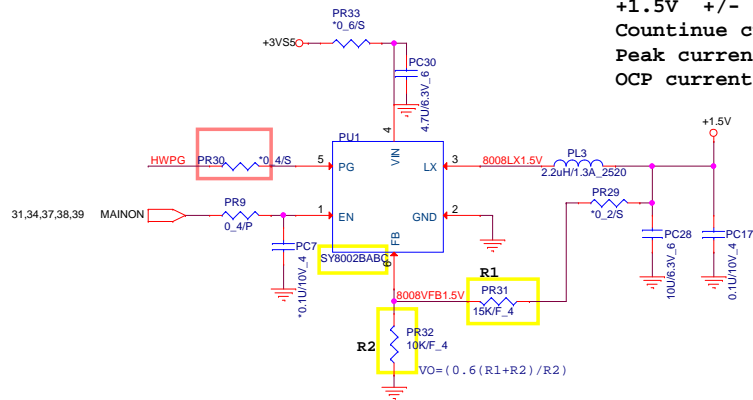 +1.5V +/-
Countinue c
Peak curren
OCP current
PR33
*0_6/S
+3VS5
PC30
4.7U/6.3V_6
+1.5V
PU1
4
VIN
HWPG
PR30
*0_4/S
5
PG
LX
3
8008LX1.5V
PL3
2.2uH/1.3A_2520
PR29
*0_2/S
31,34,37,38,39
MAINON
PR9
0_4/P
1
EN
GND
2
PC7
*0.1U/10V_4
FB
6
SY8002BABC
PC28
10U/6.3V_6
PC17
0.1U/10V_4
8008VFB1.5V
R1
PR31
15K/F_4
R2
PR32
10K/F_4
VO=(0.6(R1+R2)/R2)